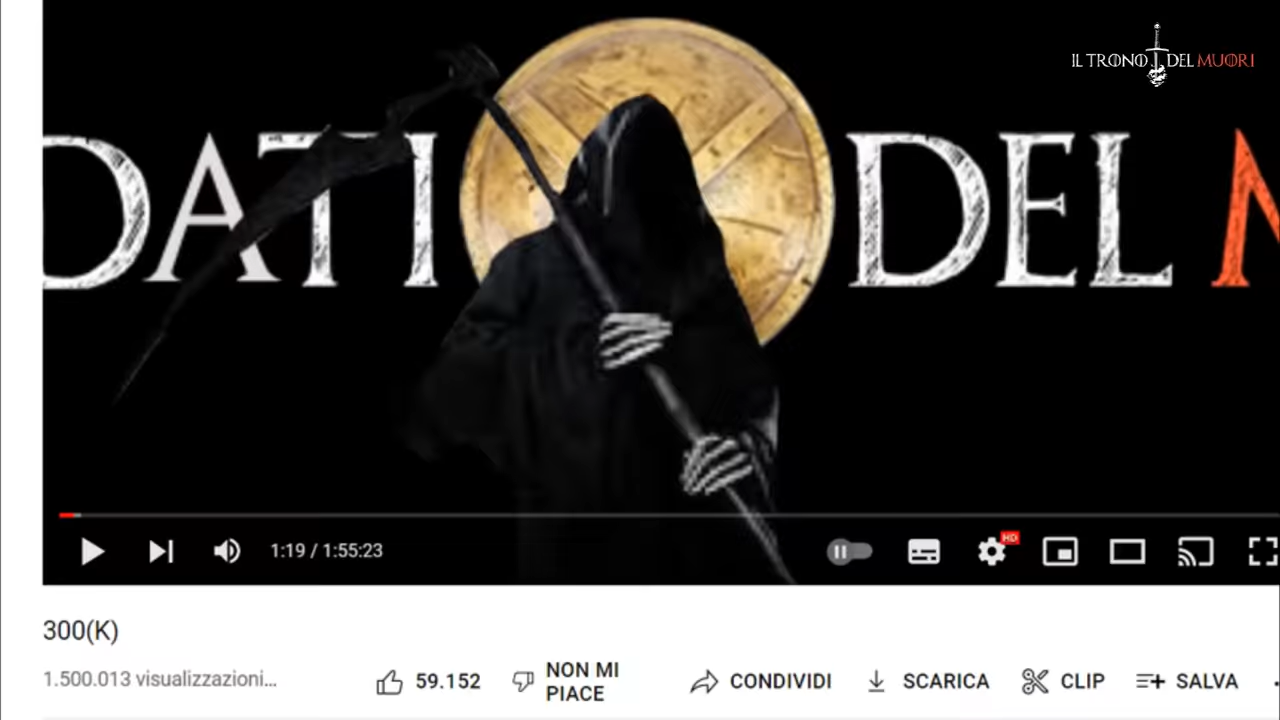 IL TRONO DEL MUORI
DATI DEL M
1:19 / 1:55:23
HD
300(K)
1.500.013 visualizzazioni...
59.152
NON MI
PIACE
CONDIVIDI
SCARICA
CLIP
SALVA